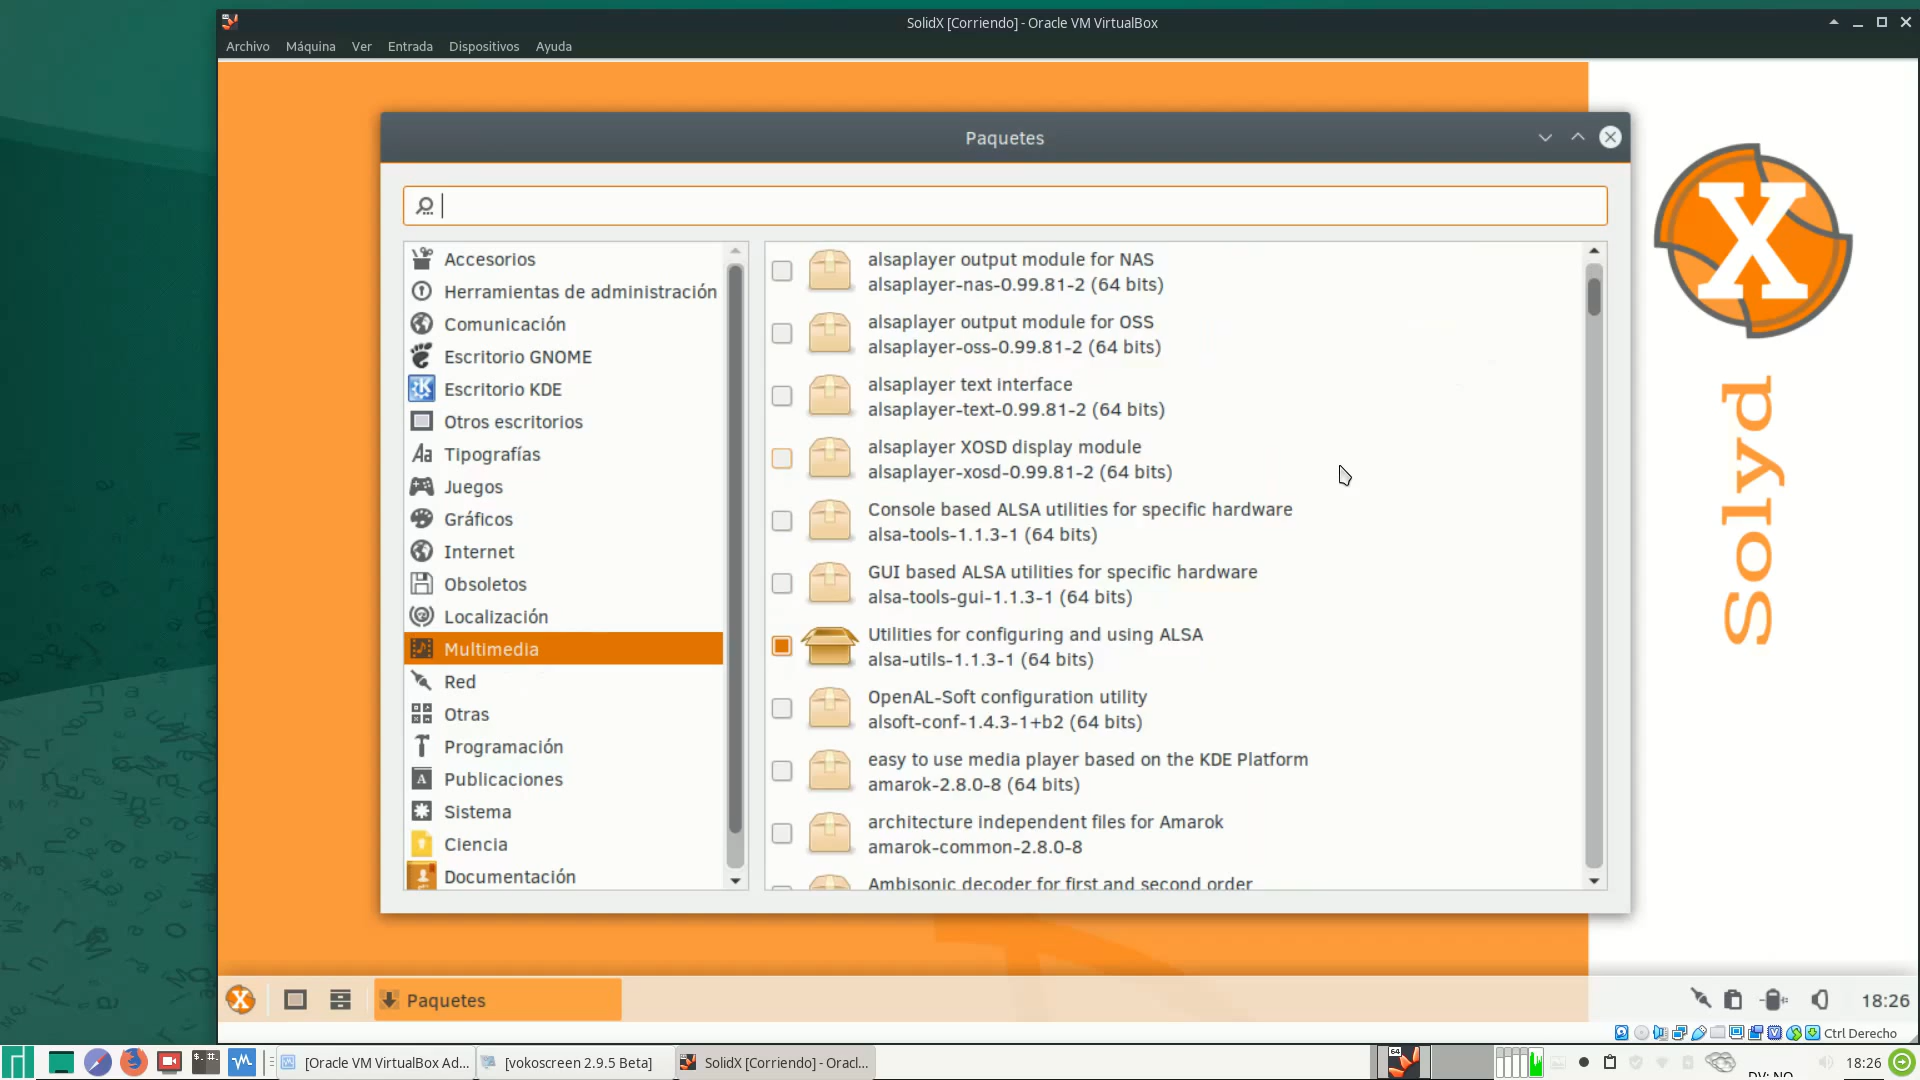 SolidX [Corriendo] - Oracle VM VirtualBox
Archivo Máquina Ver Entrada Dispositivos Ayuda
Paquetes
Accesorios
Herramientas de administración
Comunicación
Escritorio GNOME
Escritorio KDE
Otros escritorios
Tipografías
Juegos
Gráficos
Internet
Obsoletos
Localización
Multimedia
Red
Otras
Programación
Publicaciones
Sistema
Ciencia
Documentación
alsaplayer output module for NAS
alsaplayer-nas-0.99.81-2 (64 bits)
alsaplayer output module for OSS
alsaplayer-oss-0.99.81-2 (64 bits)
alsaplayer text interface
alsaplayer-text-0.99.81-2 (64 bits)
alsaplayer XOSD display module
alsaplayer-xosd-0.99.81-2 (64 bits)
Console based ALSA utilities for specific hardware
alsa-tools-1.1.3-1 (64 bits)
GUI based ALSA utilities for specific hardware
alsa-tools-gui-1.1.3-1 (64 bits)
Utilities for configuring and using ALSA
alsa-utils-1.1.3-1 (64 bits)
OpenAL-Soft configuration utility
alsoft-conf-1.4.3-1+b2 (64 bits)
easy to use media player based on the KDE Platform
amarok-2.8.0-8 (64 bits)
architecture independent files for Amarok
amarok-common-2.8.0-8
Ambisonic decoder for first and second order
X
Solyd
Paquetes
18:26
Ctrl Derecho
[Oracle VM VirtualBox Ad...
[vokoscreen 2.9.5 Beta]
SolidX [Corriendo] - Oracl...
64
18:26